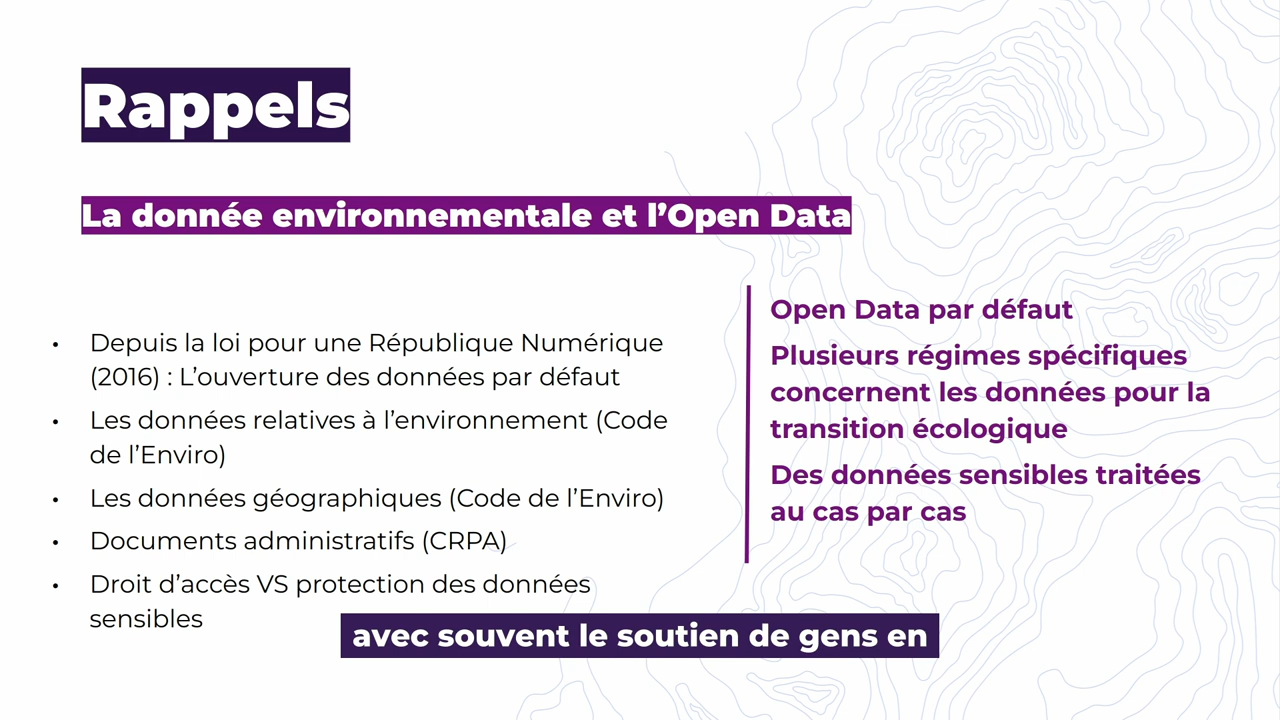 Rappels
La donnée environnementale et l’Open Data
• Depuis la loi pour une République Numérique
(2016) : L’ouverture des données par défaut
• Les données relatives à l’environnement (Code
de l’Enviro)
• Les données géographiques (Code de l’Enviro)
• Documents administratifs (CRPA)
• Droit d’accès VS protection des données
sensibles
Open Data par défaut
Plusieurs régimes spécifiques
concernent les données pour la
transition écologique
Des données sensibles traitées
au cas par cas
avec souvent le soutien de gens en